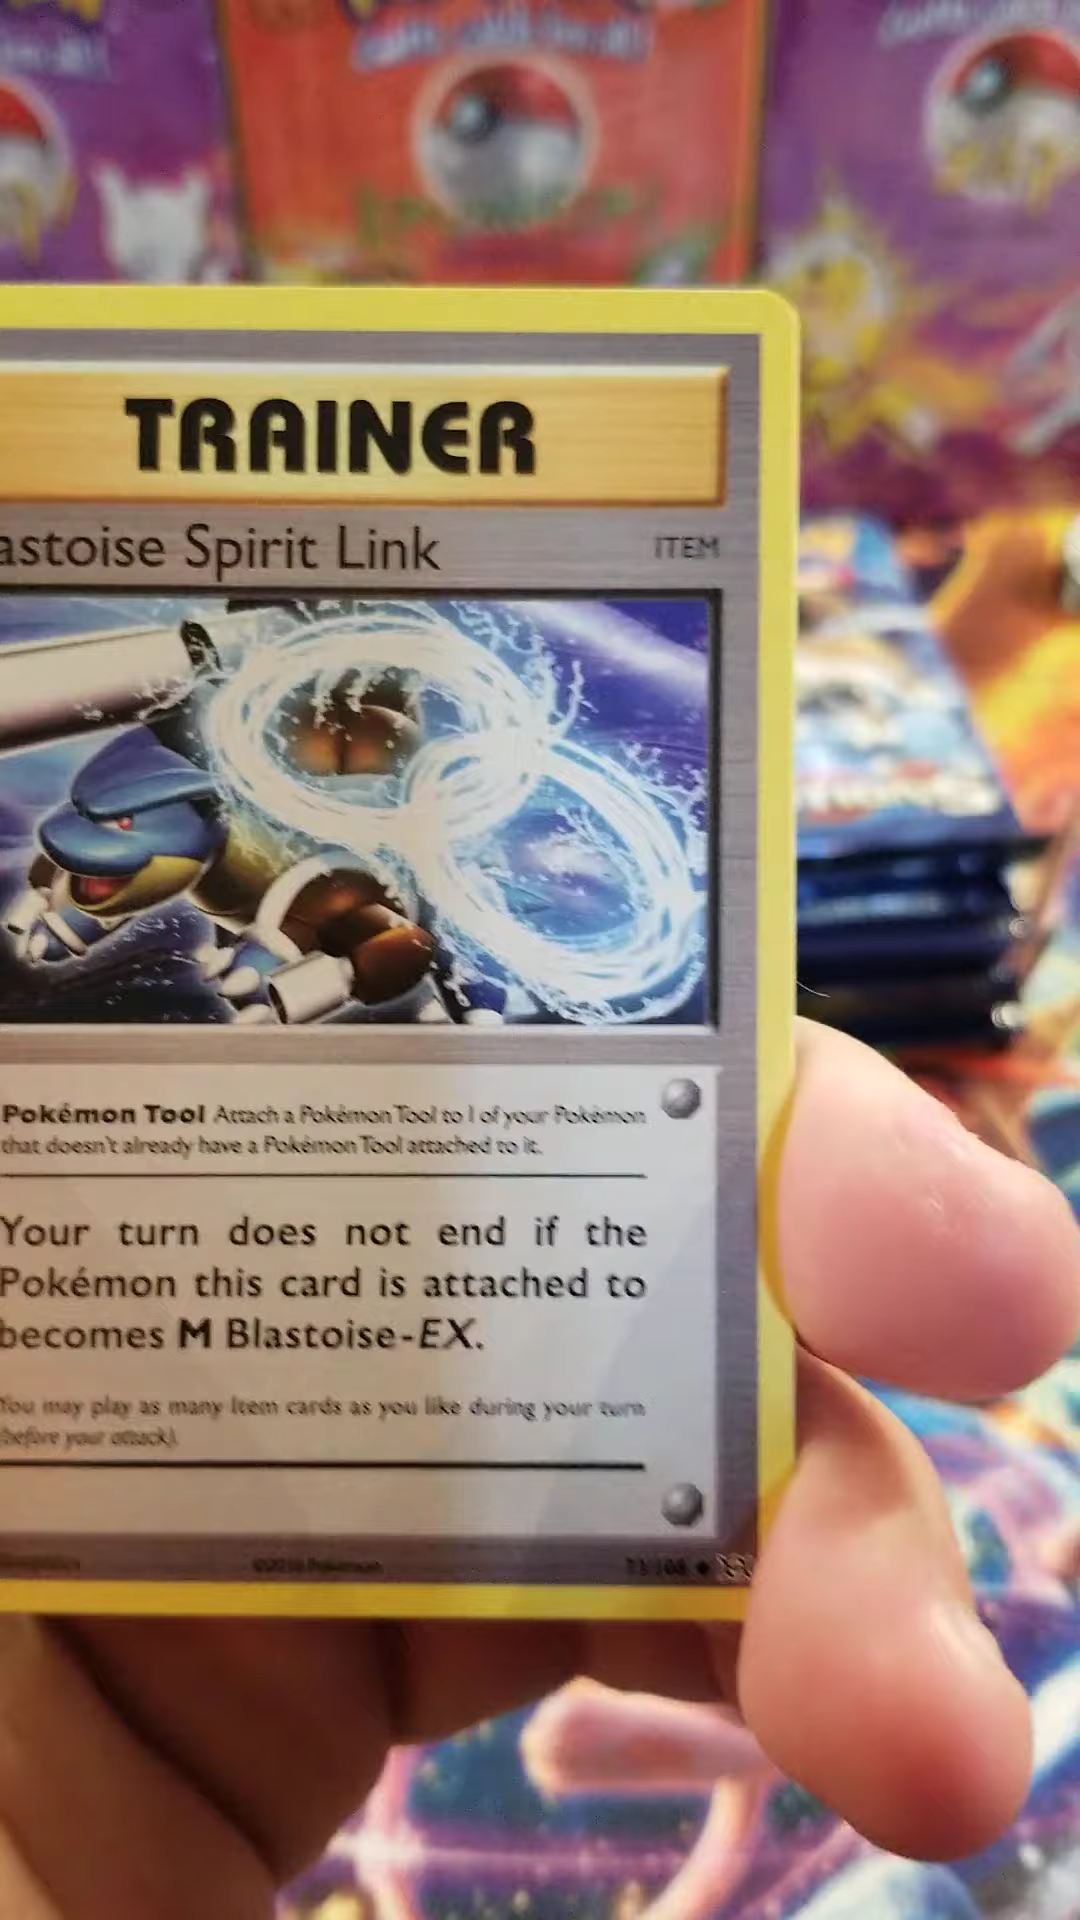 TRAINER
astoise Spirit Link
ITEM
Pokémon Tool Attach a Pokémon Tool to 1 of your Pokémon
that doesn't already have a Pokémon Tool attached to it.
Your turn does not end if the
Pokémon this card is attached to
becomes M Blastoise-EX.
You may play as many Item cards as you like during your turn
(before your attack).
©2016 Pokémon
73/108